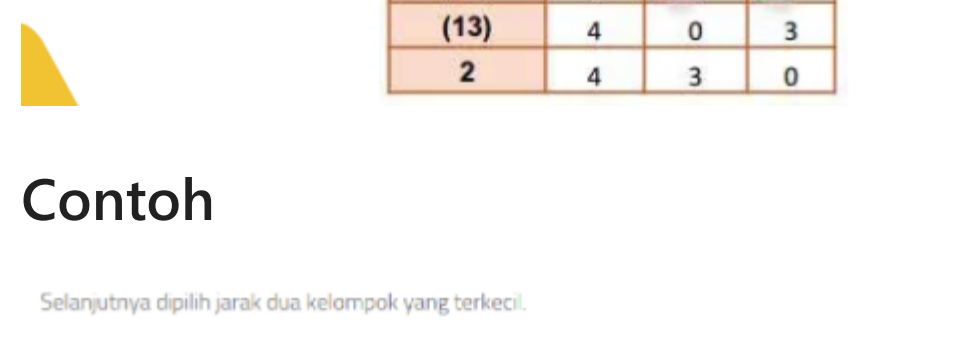 (13) 4 0 3
2 4 3 0
Contoh
Selanjutnya dipilih jarak dua kelompok yang terkecil.